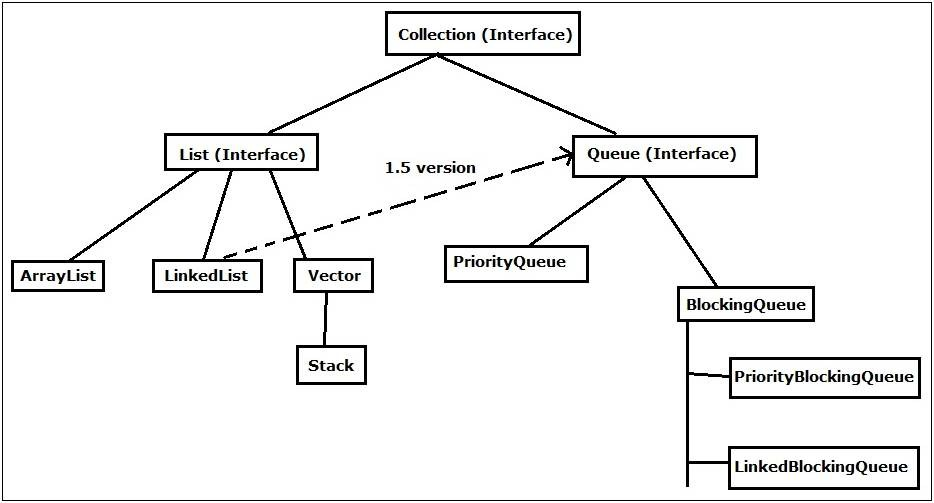 Collection (Interface)
List (Interface)
Queue (Interface)
1.5 version
PriorityQueue
ArrayList
LinkedList
Vector
BlockingQueue
Stack
PriorityBlockingQueue
LinkedBlockingQueue